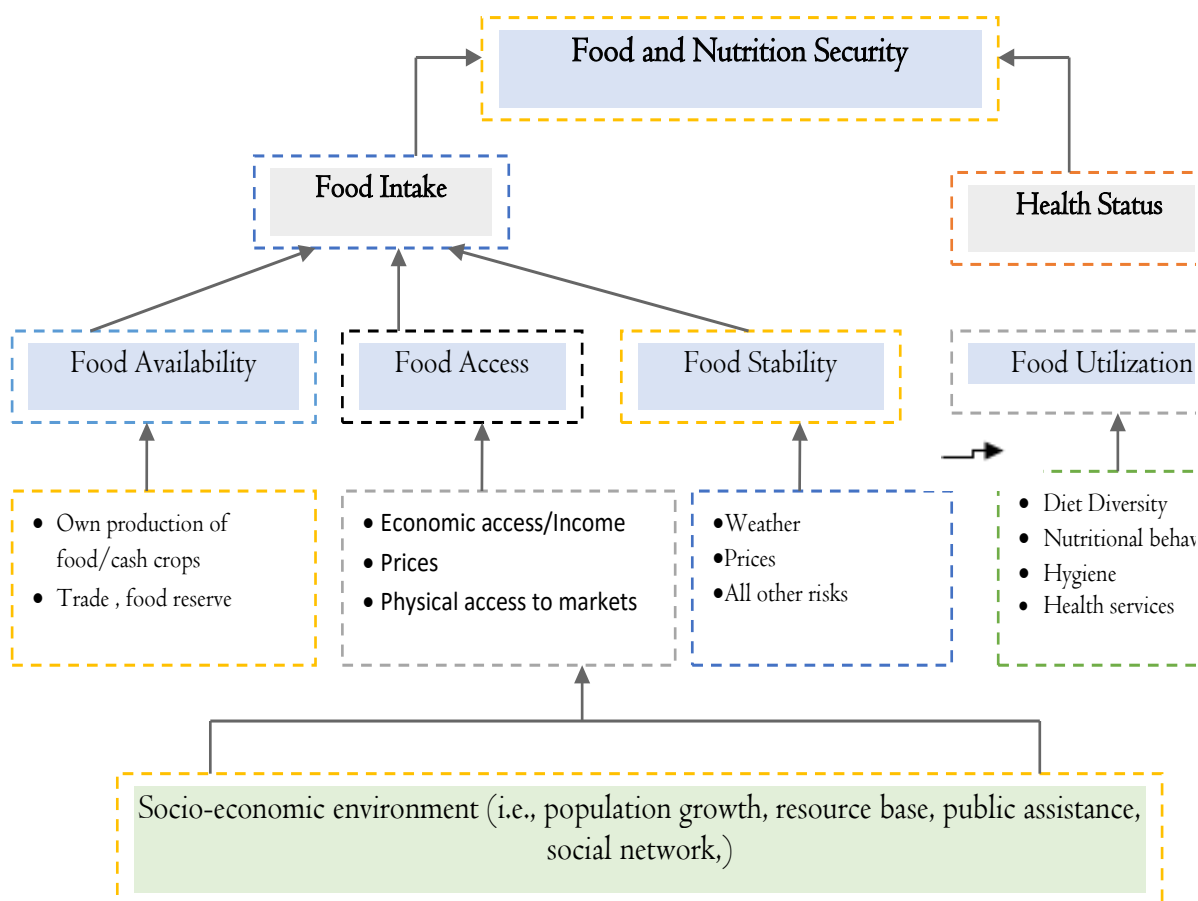 Food and Nutrition Security
Food Intake
Health Status
Food Availability
Food Access
Food Stability
Food Utilization
• Own production of
food/cash crops
• Trade , food reserve
• Economic access/Income
• Prices
• Physical access to markets
•Weather
•Prices
•All other risks
• Diet Diversity
• Nutritional behav
• Hygiene
• Health services
Socio-economic environment (i.e., population growth, resource base, public assistance,
social network,)